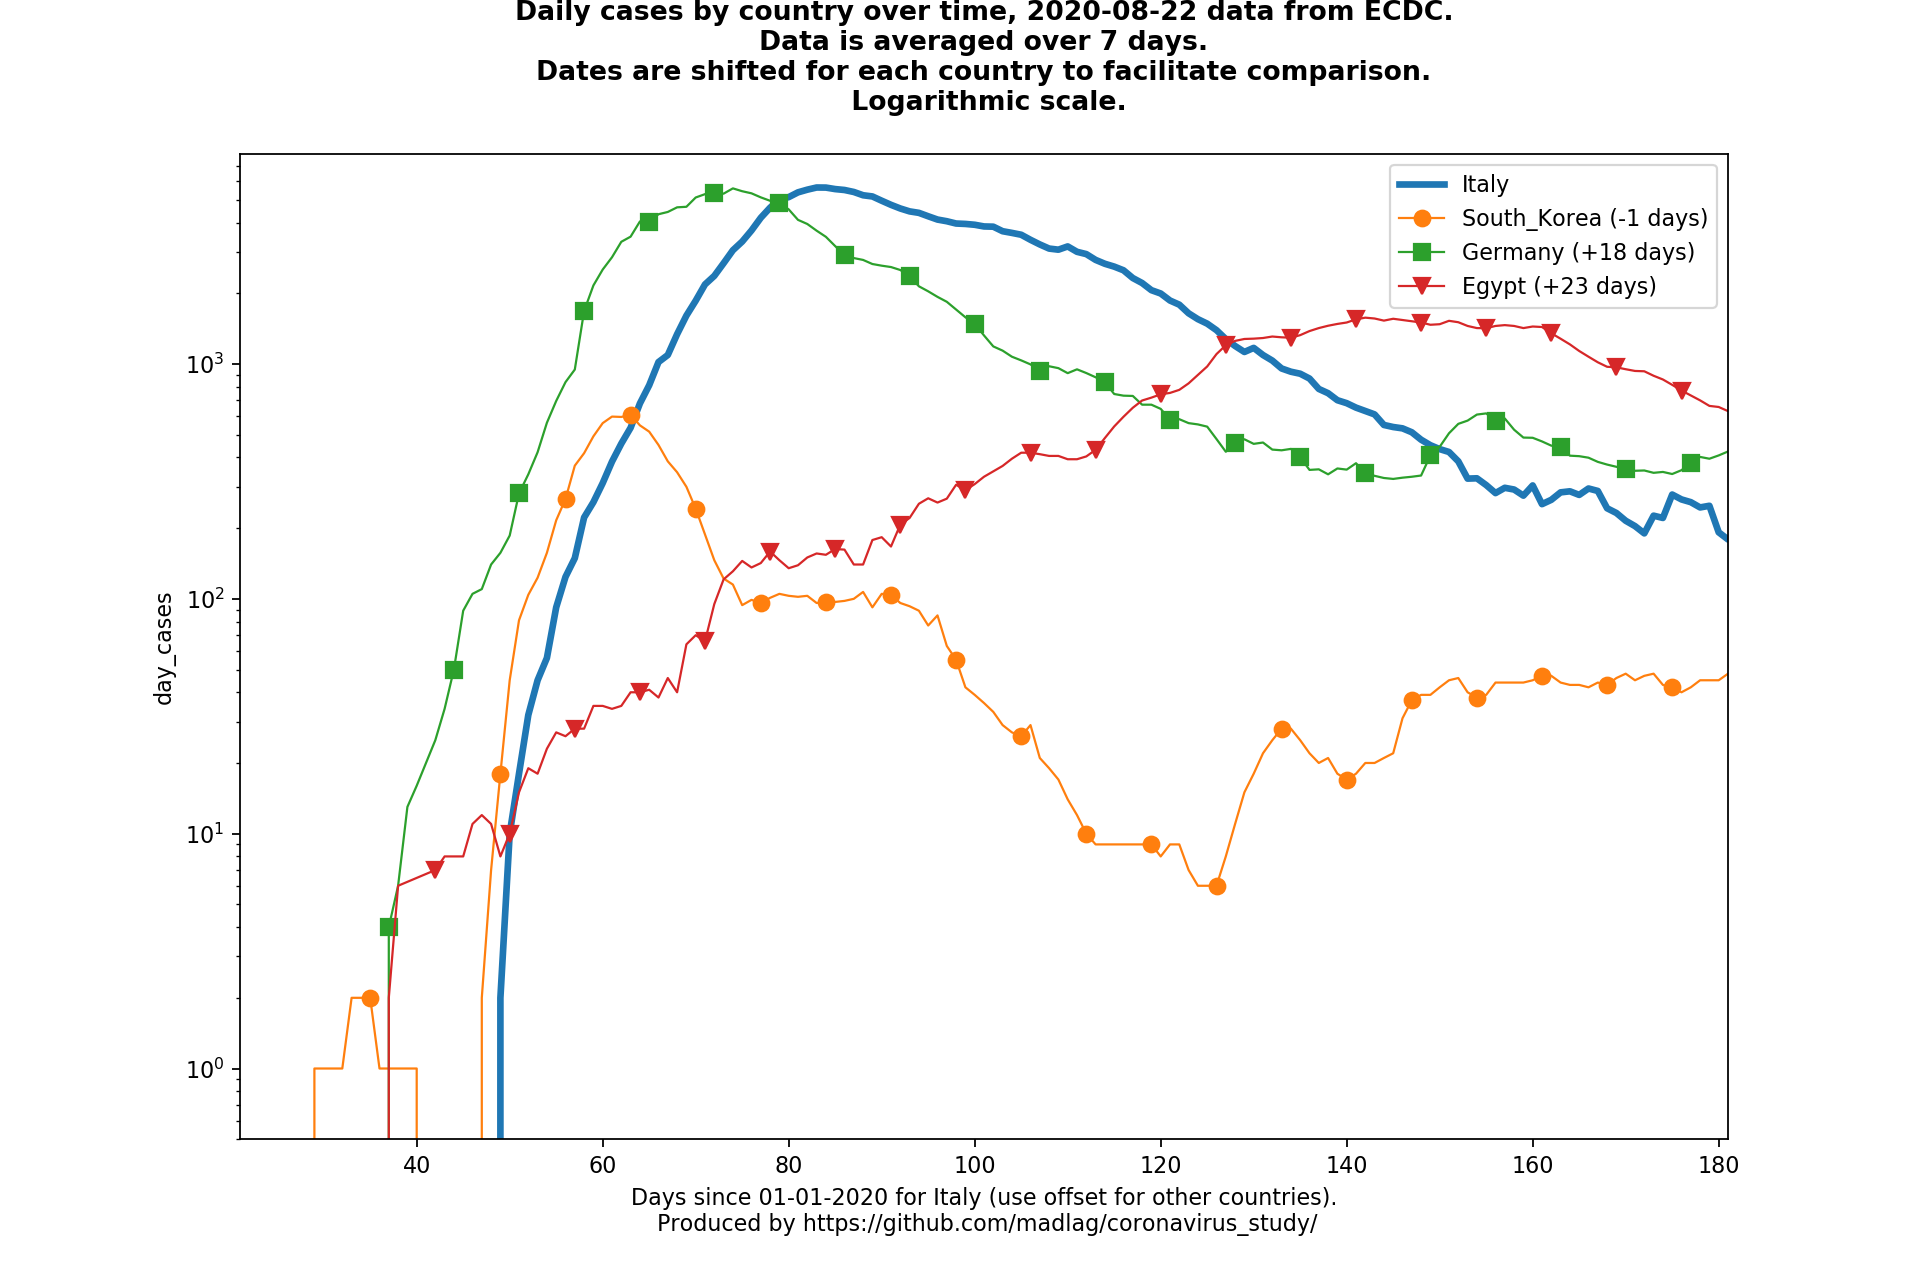 Daily cases by country over time, 2020-08-22 data from ECDC.
Data is averaged over 7 days.
Dates are shifted for each country to facilitate comparison.
Logarithmic scale.
Italy
South_Korea (-1 days)
Germany (+18 days)
Egypt (+23 days)
day_cases
10³
10²
10¹
10⁰
40 60 80 100 120 140 160 180
Days since 01-01-2020 for Italy (use offset for other countries).
Produced by https://github.com/madlag/coronavirus_study/